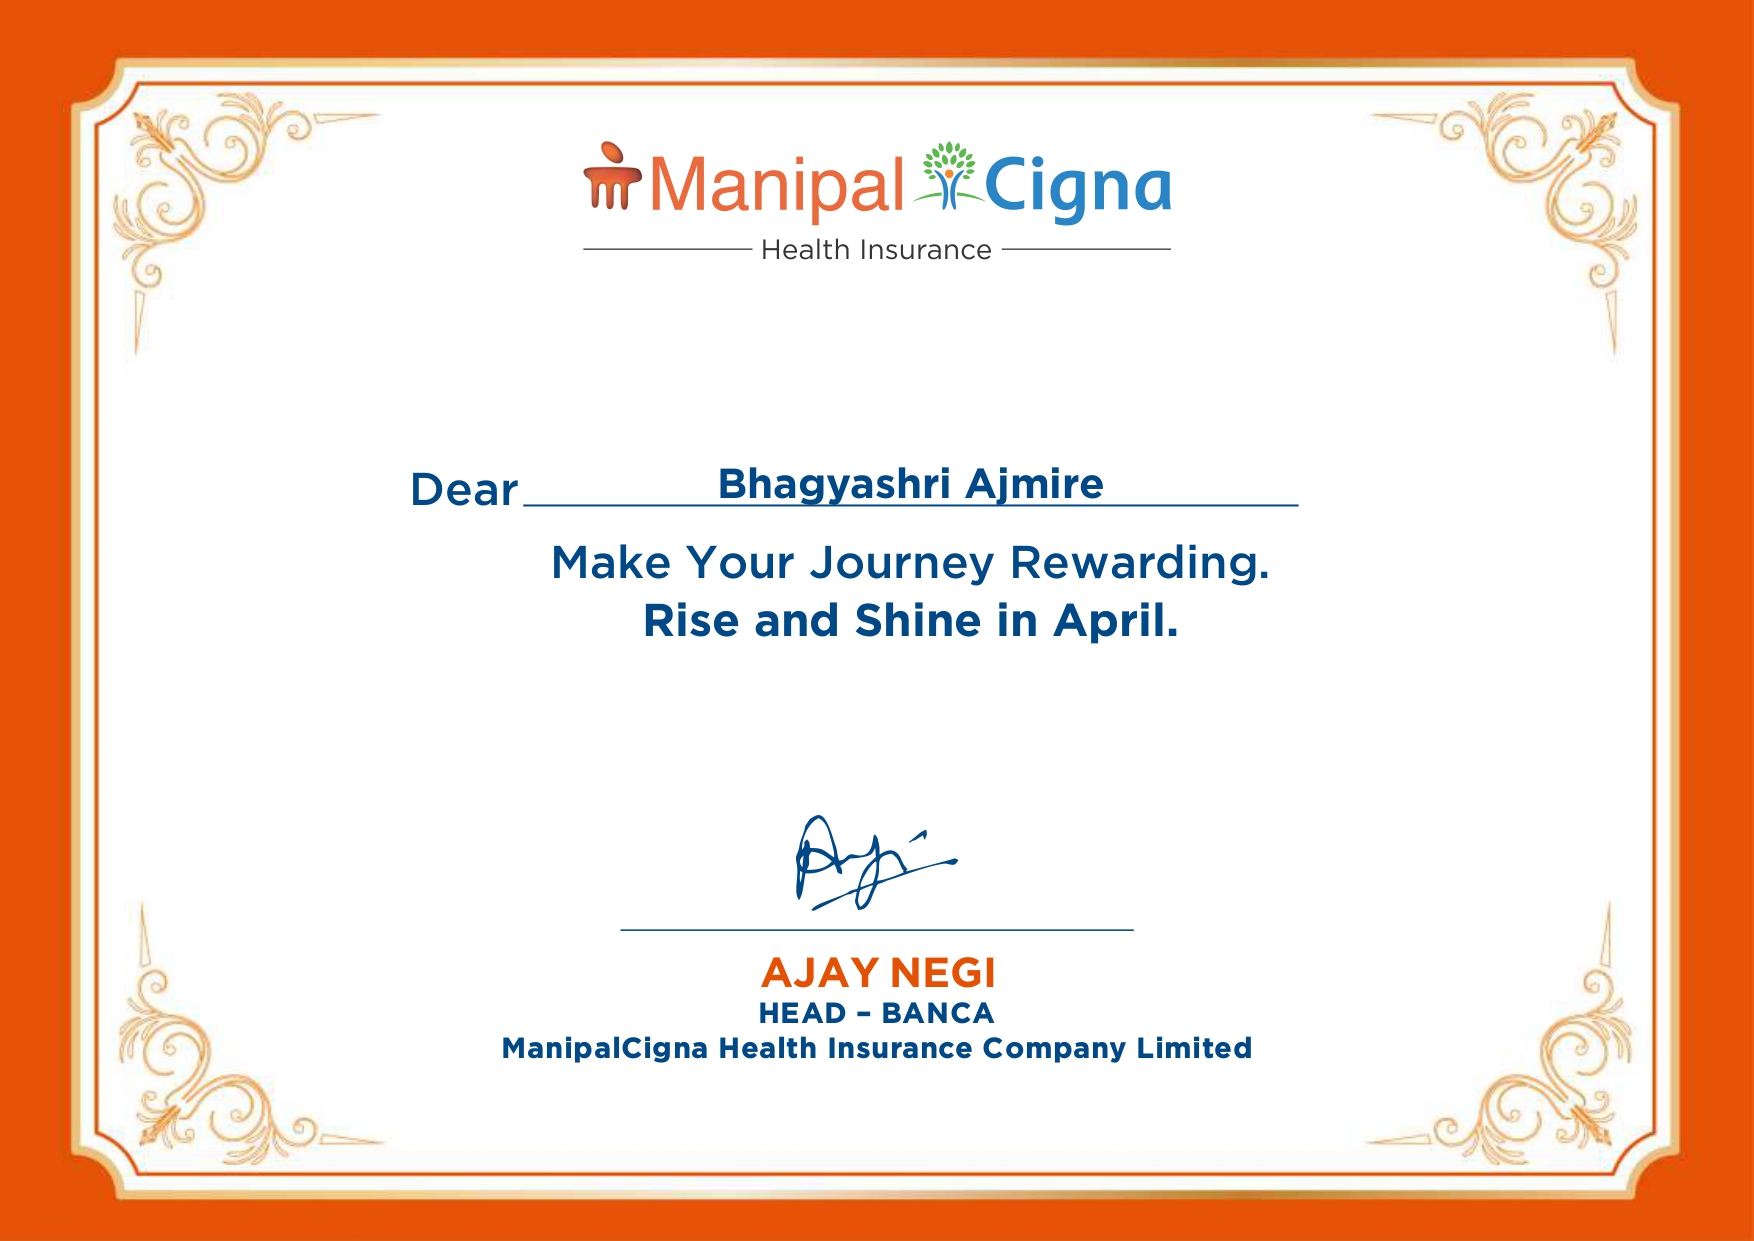 Manipal Cigna
Health Insurance
Dear Bhagyashri Ajmire
Make Your Journey Rewarding.
Rise and Shine in April.
AJAY NEGI
HEAD – BANCA
ManipalCigna Health Insurance Company Limited